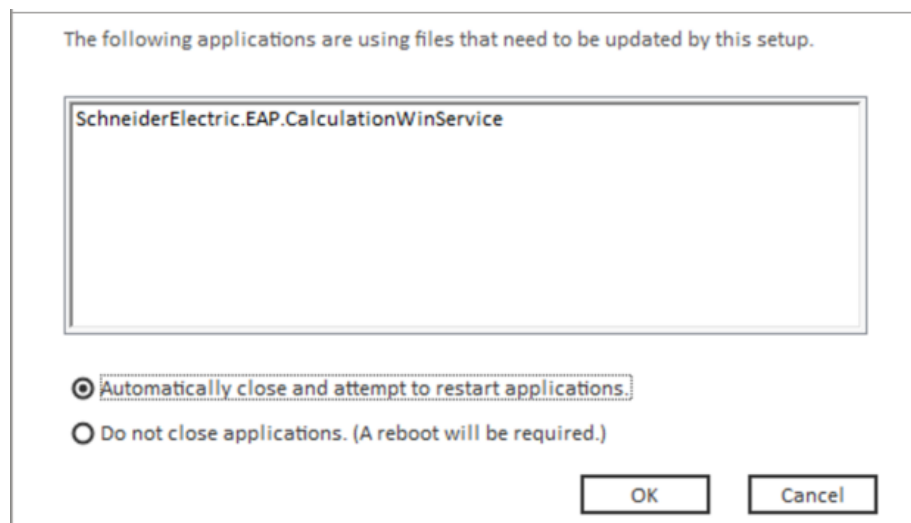 The following applications are using files that need to be updated by this setup.
SchneiderElectric.EAP.CalculationWinService
Automatically close and attempt to restart applications.
Do not close applications. (A reboot will be required.)
OK
Cancel